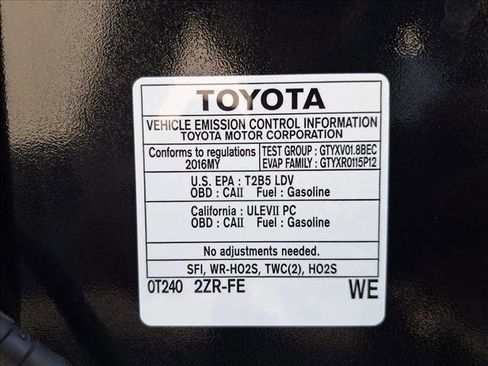 TOYOTA
VEHICLE EMISSION CONTROL INFORMATION
TOYOTA MOTOR CORPORATION
Conforms to regulations
2016MY
TEST GROUP : GTYXV01.8BEC
EVAP FAMILY : GTYXR0115P12
U.S. EPA : T2B5 LDV
OBD : CAII Fuel : Gasoline
California : ULEVII PC
OBD : CAII Fuel : Gasoline
No adjustments needed.
SFI, WR-HO2S, TWC(2), HO2S
0T240 2ZR-FE WE